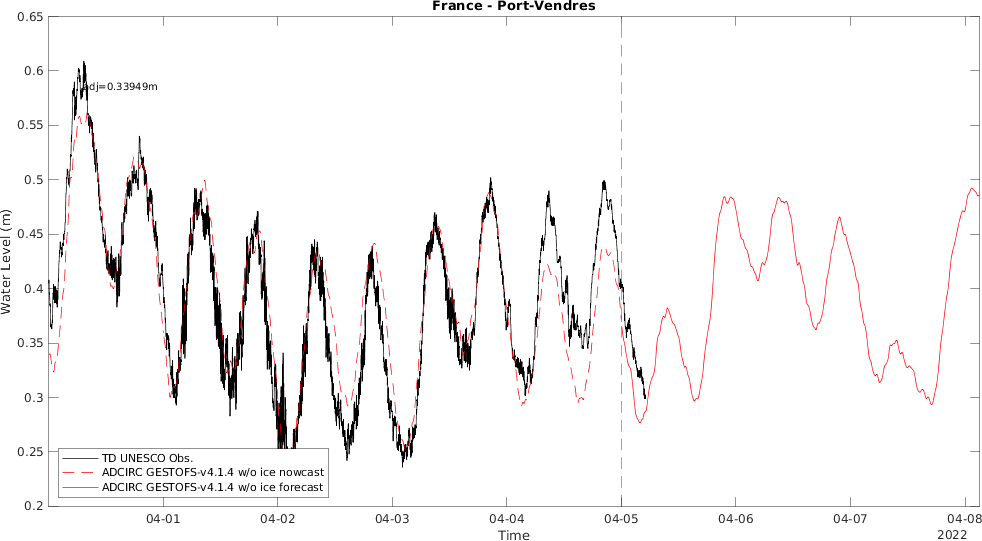 France - Port-Vendres
0.65
0.6
0.55
0.5
0.45
0.4
0.35
0.3
0.25
0.2
Water Level (m)
adj=0.33949m
TD UNESCO Obs.
ADCIRC GESTOFS-v4.1.4 w/o ice nowcast
ADCIRC GESTOFS-v4.1.4 w/o ice forecast
04-01 04-02 04-03 04-04 04-05 04-06 04-07 04-08
Time
2022